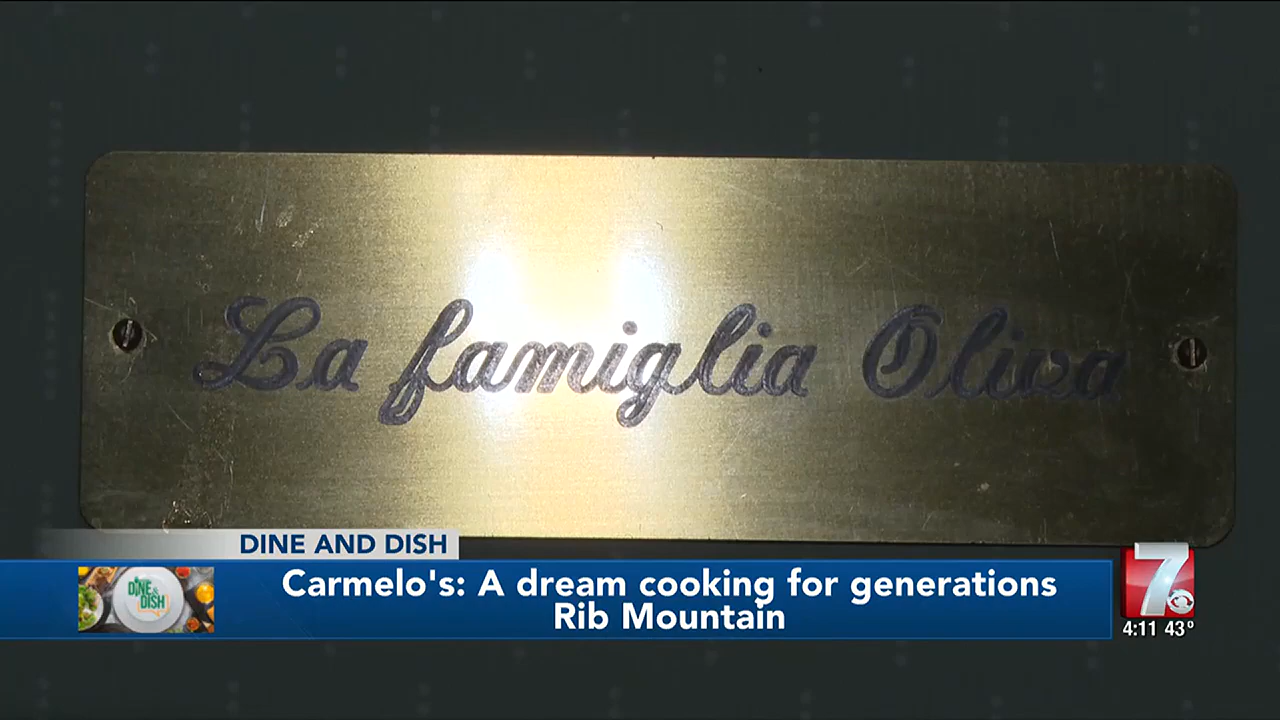 La famiglia Oliva
DINE AND DISH
DINE &
DISH
Carmelo's: A dream cooking for generations
Rib Mountain
7
4:11 43°